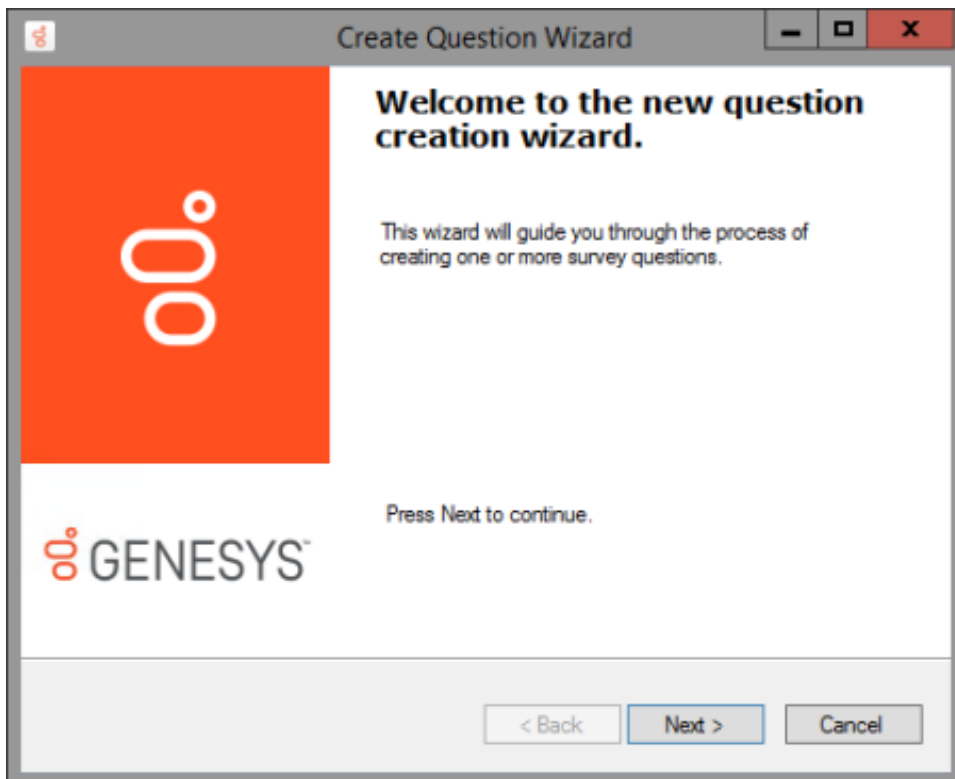 Create Question Wizard
Welcome to the new question
creation wizard.
This wizard will guide you through the process of
creating one or more survey questions.
Press Next to continue.
GENESYS™
< Back
Next >
Cancel